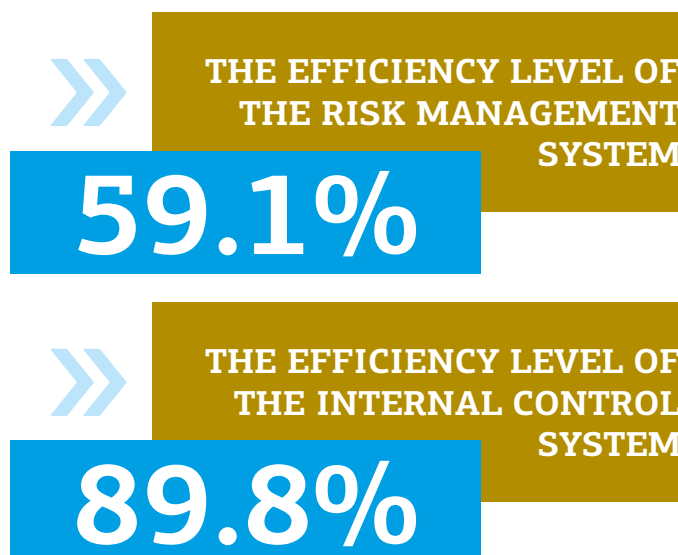 THE EFFICIENCY LEVEL OF
THE RISK MANAGEMENT
SYSTEM
59.1%
THE EFFICIENCY LEVEL OF
THE INTERNAL CONTROL
SYSTEM
89.8%